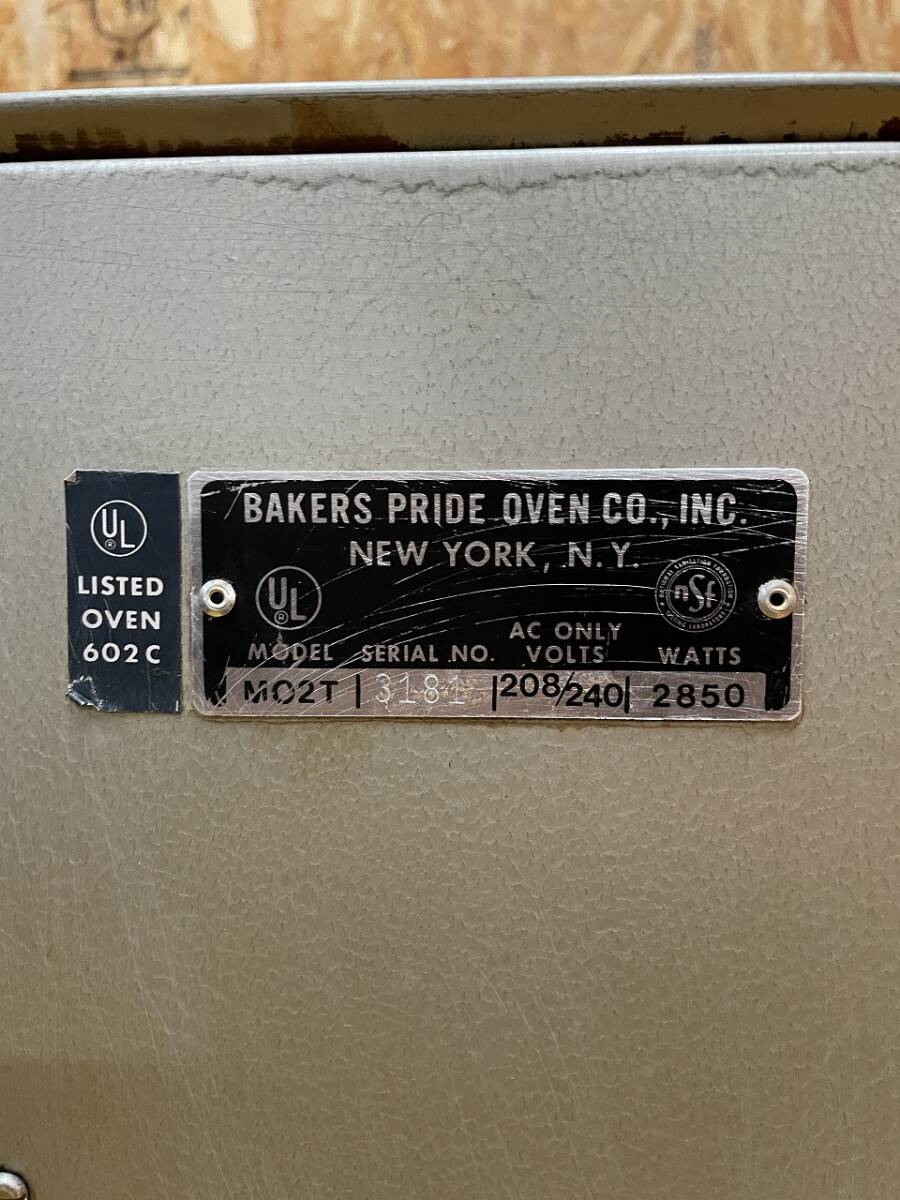 UL
®
LISTED
OVEN
602 C
BAKERS PRIDE OVEN CO., INC.
NEW YORK, N.Y.
UL
®
nsf
MODEL SERIAL NO. AC ONLY VOLTS WATTS
MO2T 3181 208/240 2850